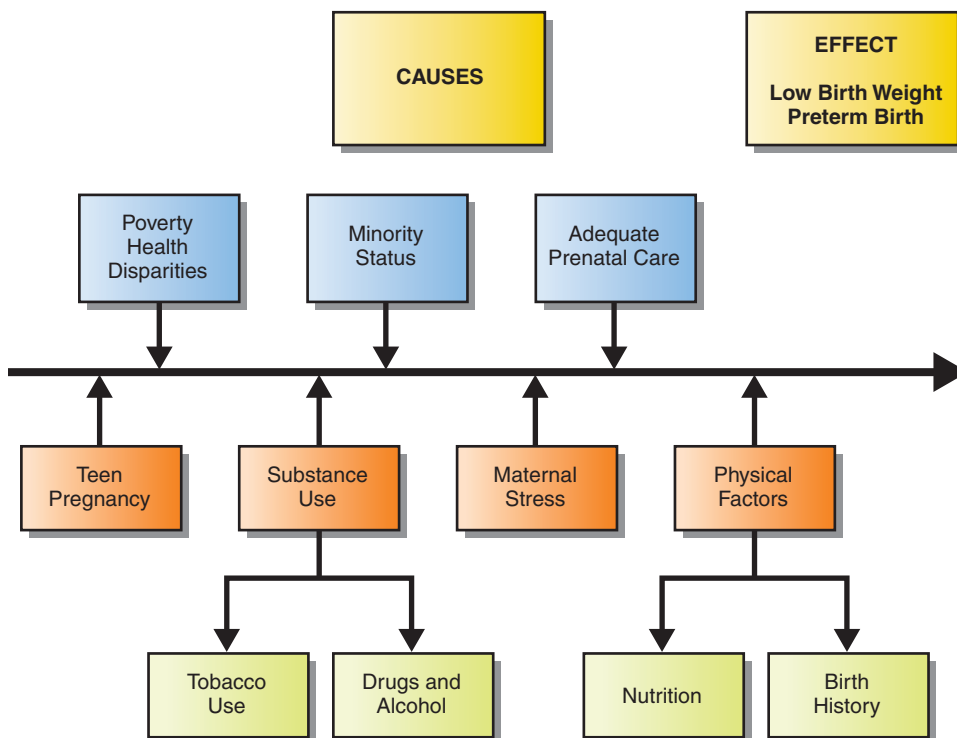 CAUSES
EFFECT
Low Birth Weight
Preterm Birth
Poverty
Health
Disparities
Minority
Status
Adequate
Prenatal Care
Teen
Pregnancy
Substance
Use
Maternal
Stress
Physical
Factors
Tobacco
Use
Drugs and
Alcohol
Nutrition
Birth
History